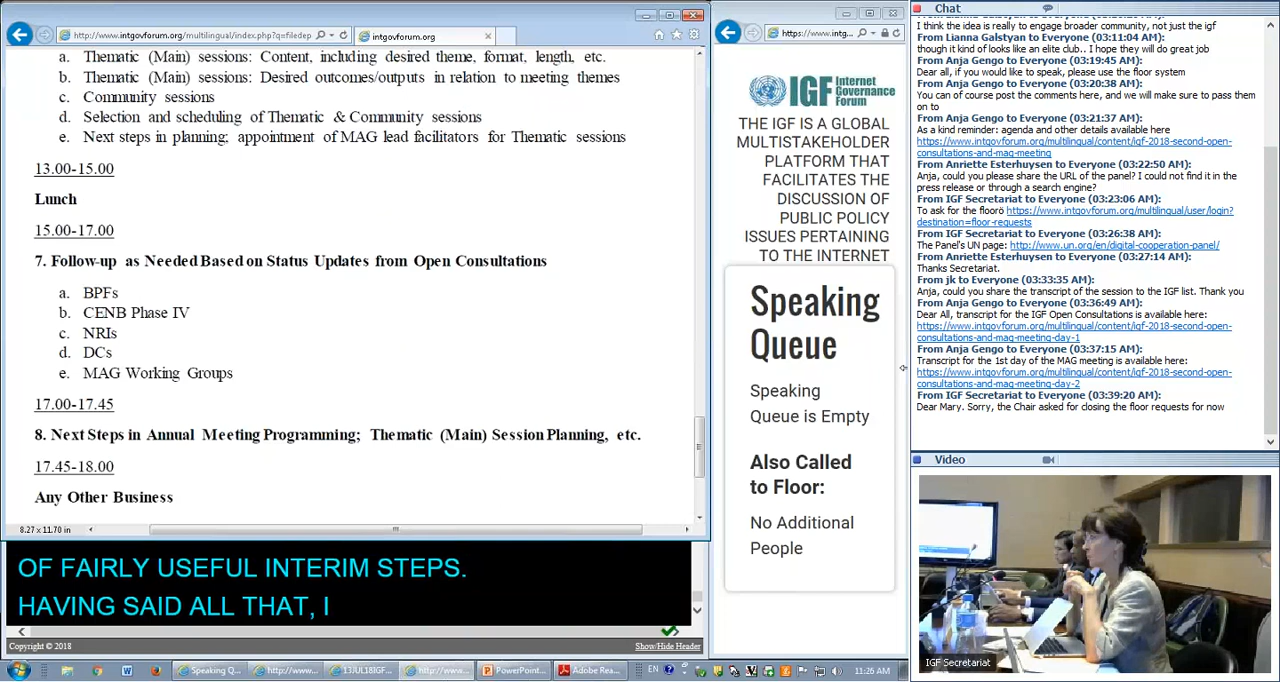 http://www.intgovforum.org/multilingual/index.php?q=filedep
intgovforum.org
a. Thematic (Main) sessions: Content, including desired theme, format, length, etc.
b. Thematic (Main) sessions: Desired outcomes/outputs in relation to meeting themes
c. Community sessions
d. Selection and scheduling of Thematic & Community sessions
e. Next steps in planning; appointment of MAG lead facilitators for Thematic sessions
13.00-15.00
Lunch
15.00-17.00
7. Follow-up as Needed Based on Status Updates from Open Consultations
a. BPFs
b. CENB Phase IV
c. NRIs
d. DCs
e. MAG Working Groups
17.00-17.45
8. Next Steps in Annual Meeting Programming; Thematic (Main) Session Planning, etc.
17.45-18.00
Any Other Business
8.27 x 11.70 in
OF FAIRLY USEFUL INTERIM STEPS.
HAVING SAID ALL THAT, I
Copyright © 2018
Show/Hide Header
https://www.intg...
IGF Internet Governance Forum
THE IGF IS A GLOBAL
MULTISTAKEHOLDER
PLATFORM THAT
FACILITATES THE
DISCUSSION OF
PUBLIC POLICY
ISSUES PERTAINING
TO THE INTERNET
Speaking
Queue
Speaking
Queue is Empty
Also Called
to Floor:
No Additional
People
Chat
I think the idea is really to engage broader community, not just the igf
From Lianna Galstyan to Everyone (03:11:04 AM):
though it kind of looks like an elite club.. I hope they will do great job
From Anja Gengo to Everyone (03:19:45 AM):
Dear all, if you would like to speak, please use the floor system
From Anja Gengo to Everyone (03:20:38 AM):
You can of course post the comments here, and we will make sure to pass them
on to
From Anja Gengo to Everyone (03:21:37 AM):
As a kind reminder: agenda and other details available here
https://www.intgovforum.org/multilingual/content/igf-2018-second-open-
consultations-and-mag-meeting
From Anriette Esterhuysen to Everyone (03:22:50 AM):
Anja, could you please share the URL of the panel? I could not find it in the
press release or through a search engine?
From IGF Secretariat to Everyone (03:23:06 AM):
To ask for the floorö https://www.intgovforum.org/multilingual/user/login?
destination=floor-requests
From IGF Secretariat to Everyone (03:26:38 AM):
The Panel's UN page: http://www.un.org/en/digital-cooperation-panel/
From Anriette Esterhuysen to Everyone (03:27:14 AM):
Thanks Secretariat.
From jk to Everyone (03:33:35 AM):
Anja, could you share the transcript of the session to the IGF list. Thank you
From Anja Gengo to Everyone (03:36:49 AM):
Dear All, transcript for the IGF Open Consultations is available here:
https://www.intgovforum.org/multilingual/content/igf-2018-second-open-
consultations-and-mag-meeting-day-1
From Anja Gengo to Everyone (03:37:15 AM):
Transcript for the 1st day of the MAG meeting is available here:
https://www.intgovforum.org/multilingual/content/igf-2018-second-open-
consultations-and-mag-meeting-day-2
From IGF Secretariat to Everyone (03:39:20 AM):
Dear Mary. Sorry, the Chair asked for closing the floor requests for now
Video
IGF Secretariat
Speaking Q...
http://www...
13JUL18IGF...
http://www...
PowerPoint...
Adobe Rea...
EN
11:26 AM